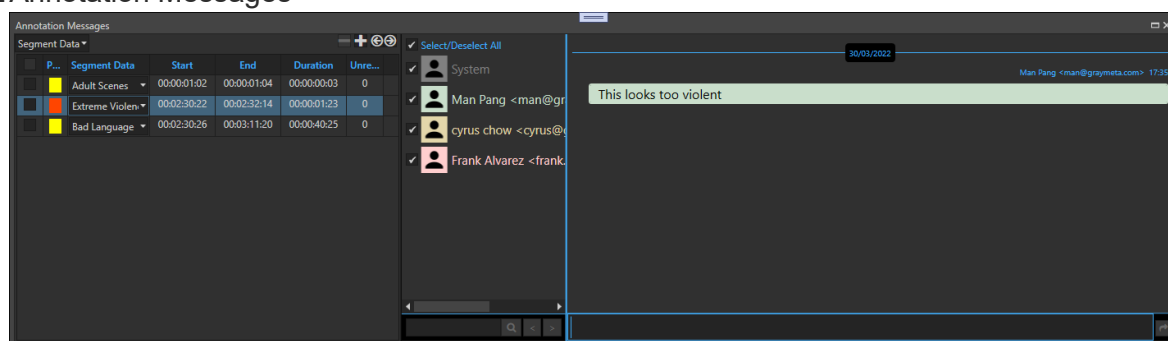 Annotation Messages
Annotation Messages
Segment Data
Select/Deselect All
P... Segment Data Start End Duration Unre...
Adult Scenes 00:00:01:02 00:00:01:04 00:00:00:03 0
Extreme Violen 00:02:30:22 00:02:32:14 00:00:01:23 0
Bad Language 00:02:30:26 00:03:11:20 00:00:40:25 0
System
Man Pang <man@gr
cyrus chow <cyrus@g
Frank Alvarez <frank.
30/03/2022
Man Pang <man@graymeta.com> 17:35
This looks too violent